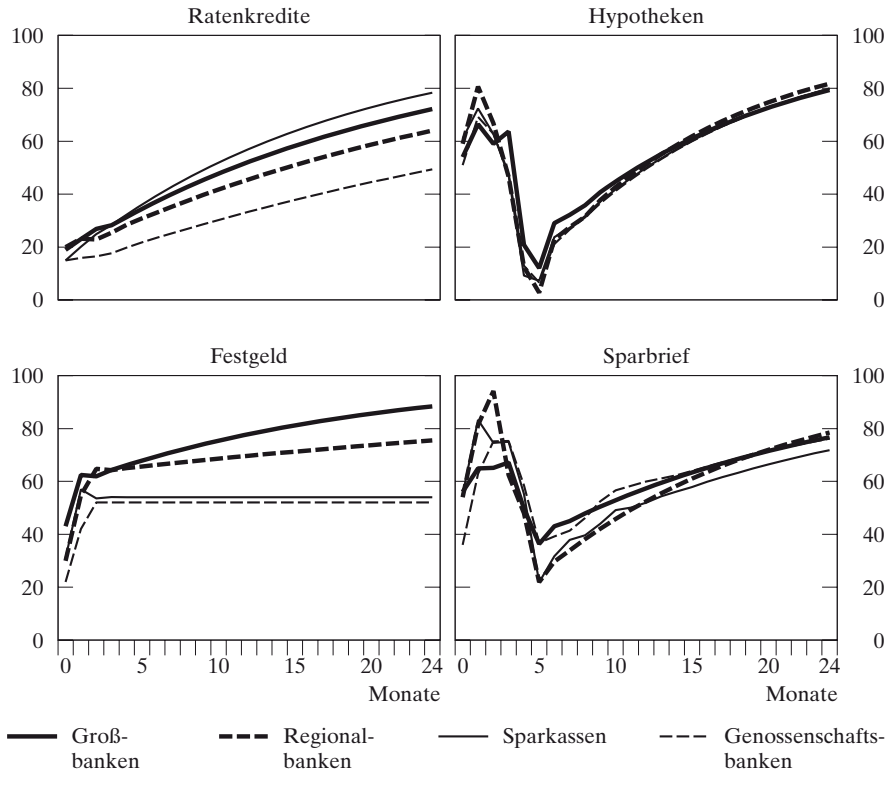 Ratenkredite
Hypotheken
100
80
60
40
20
0
100
80
60
40
20
0
Festgeld
Sparbrief
100
80
60
40
20
0
100
80
60
40
20
0
0 5 10 15 20 24
0 5 10 15 20 24
Monate
Monate
Groß-
banken
Regional-
banken
Sparkassen
Genossenschafts-
banken